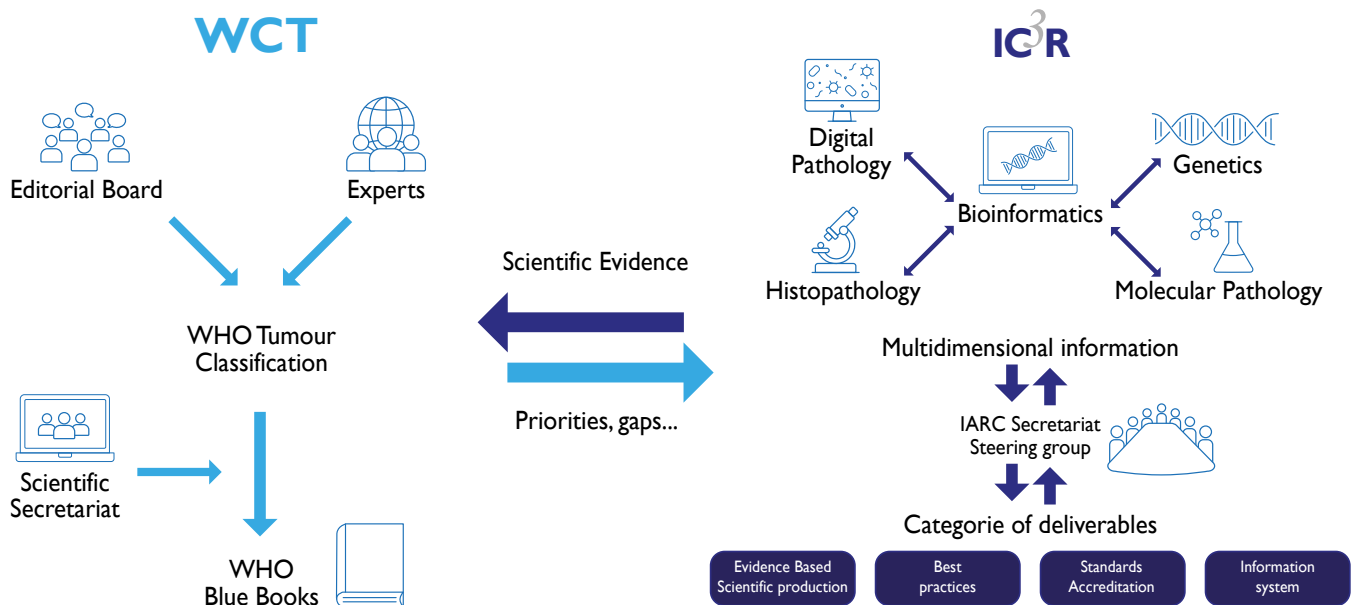 WCT
Editorial Board
Experts
WHO Tumour
Classification
Scientific
Secretariat
WHO
Blue Books
Scientific Evidence
Priorities, gaps...
IC3R
Digital
Pathology
Bioinformatics
Genetics
Histopathology
Molecular Pathology
Multidimensional information
IARC Secretariat
Steering group
Categorie of deliverables
Evidence Based
Scientific production
Best
practices
Standards
Accreditation
Information
system